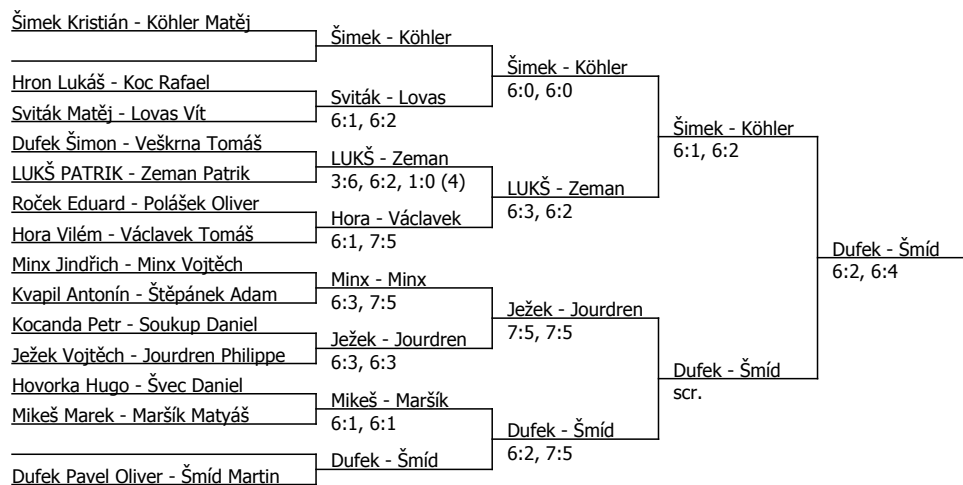 Šimek Kristián - Köhler Matěj
Šimek - Köhler
Šimek - Köhler
6:0, 6:0
Hron Lukáš - Koc Rafael
Sviták - Lovas
6:1, 6:2
Sviták Matěj - Lovas Vít
Šimek - Köhler
6:1, 6:2
Dufek Šimon - Veškrna Tomáš
LUKŠ - Zeman
3:6, 6:2, 1:0 (4)
LUKŠ PATRIK - Zeman Patrik
LUKŠ - Zeman
6:3, 6:2
Roček Eduard - Polášek Oliver
Hora - Václavek
6:1, 7:5
Hora Vilém - Václavek Tomáš
Dufek - Šmíd
6:2, 6:4
Minx Jindřich - Minx Vojtěch
Minx - Minx
6:3, 7:5
Kvapil Antonín - Štěpánek Adam
Ježek - Jourdren
7:5, 7:5
Kocanda Petr - Soukup Daniel
Ježek - Jourdren
6:3, 6:3
Ježek Vojtěch - Jourdren Philippe
Dufek - Šmíd
scr.
Hovorka Hugo - Švec Daniel
Mikeš - Maršík
6:1, 6:1
Mikeš Marek - Maršík Matyáš
Dufek - Šmíd
6:2, 7:5
Dufek - Šmíd
Dufek Pavel Oliver - Šmíd Martin